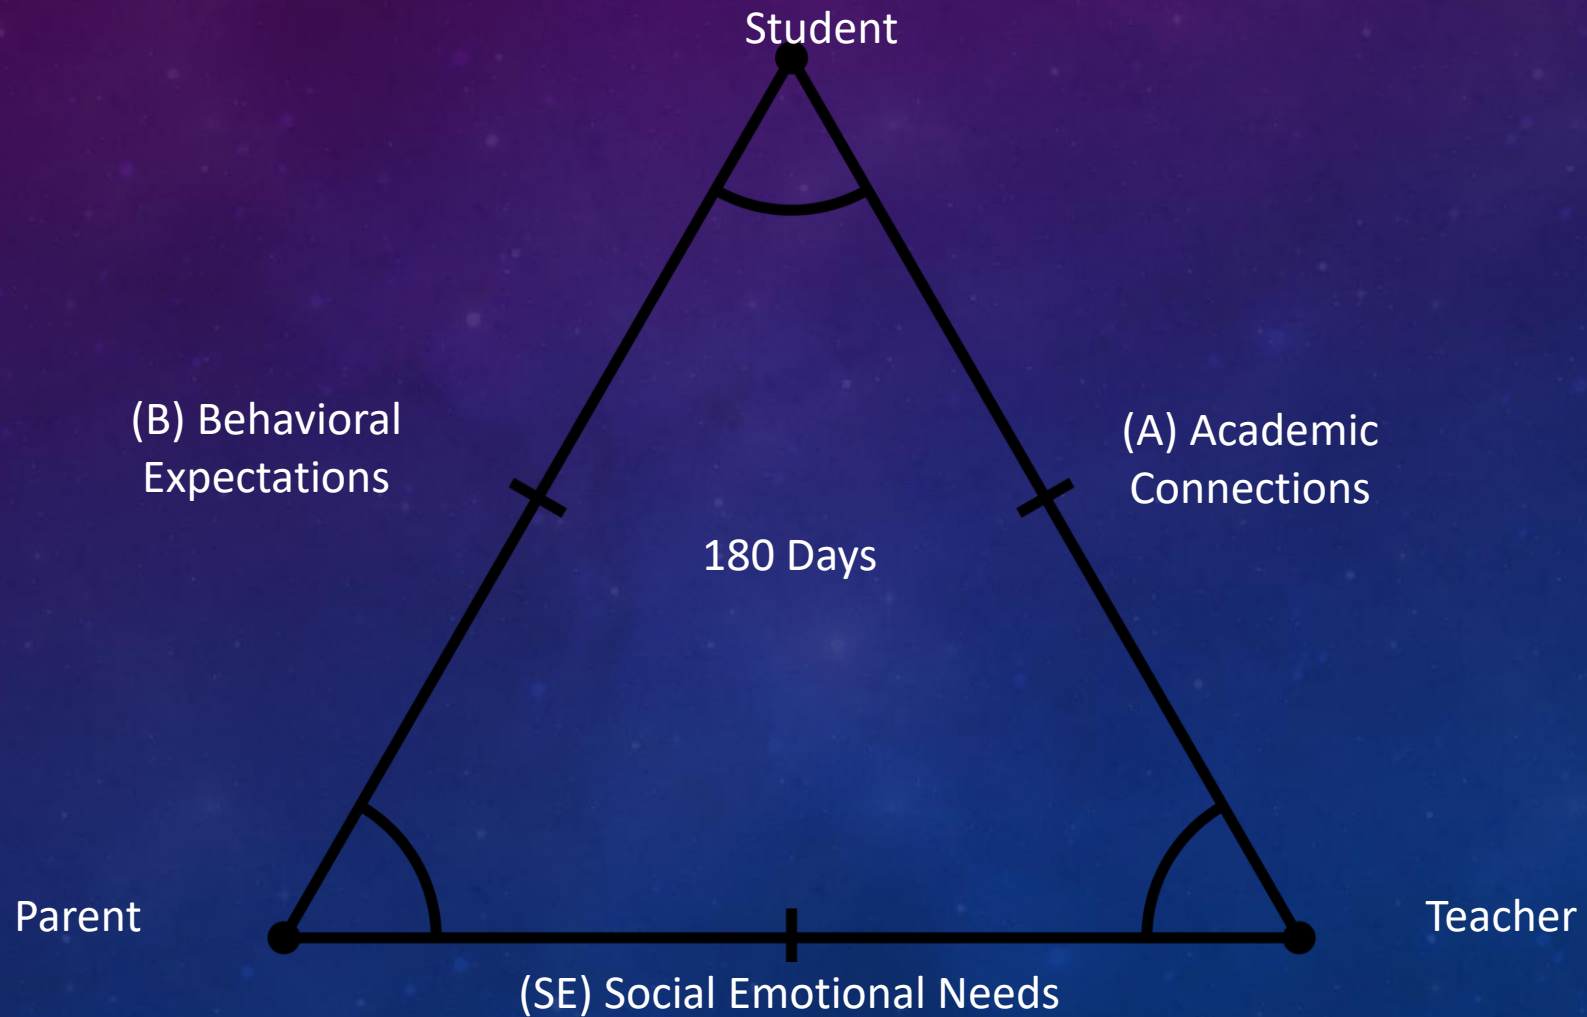 Student
(B) Behavioral
Expectations
(A) Academic
Connections
180 Days
Parent
Teacher
(SE) Social Emotional Needs